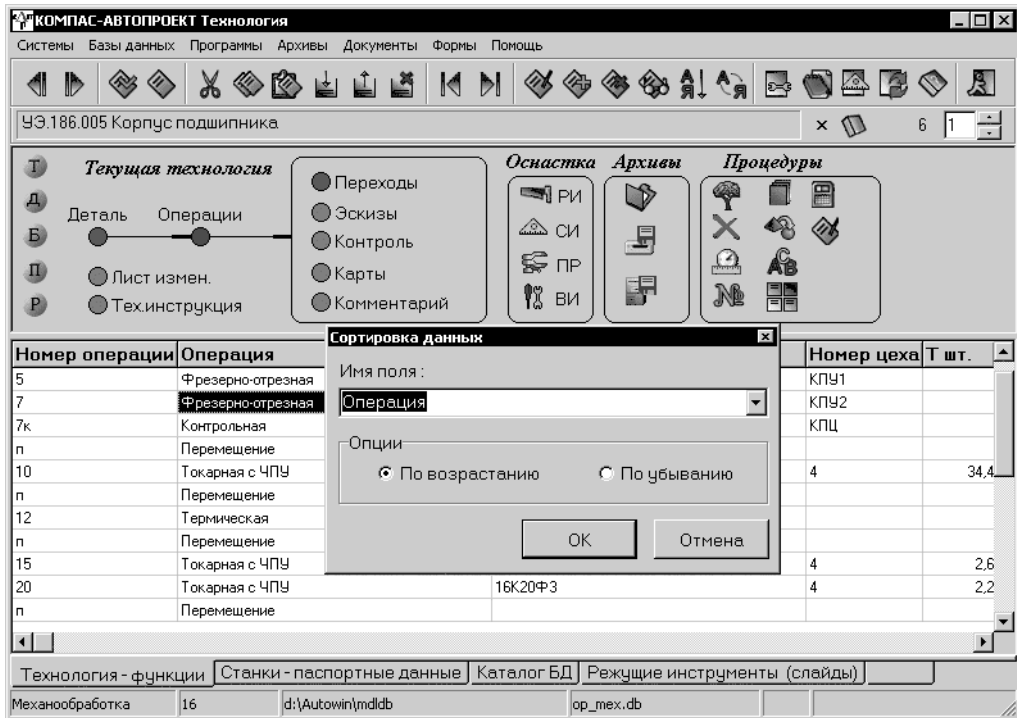 КОМПАС-АВТОПРОЕКТ Технология
Системы Базы данных Программы Архивы Документы Формы Помощь
УЭ.186.005 Корпус подшипника 6 1
Текущая технология Оснастка Архивы Процедуры
Т
Д
Б
П
Р
Деталь Операции
Лист измен.
Тех.инструкция
Переходы
Эскизы
Контроль
Карты
Комментарий
РИ
СИ
ПР
ВИ
Номер операции Операция Номер цеха Т шт.
5 Фрезерно-отрезная КПУ1
7 Фрезерно-отрезная КПУ2
7к Контрольная КПЦ
п Перемещение
10 Токарная с ЧПУ 4 34,4
п Перемещение
12 Термическая
п Перемещение
15 Токарная с ЧПУ 4 2,6
20 Токарная с ЧПУ 16К20Ф3 4 2,2
п Перемещение
Сортировка данных
Имя поля :
Операция
Опции
По возрастанию По убыванию
OK Отмена
Технология - функции Станки - паспортные данные Каталог БД Режущие инструменты (слайды)
Механообработка 16 d:\Autowin\mdldb op_mex.db